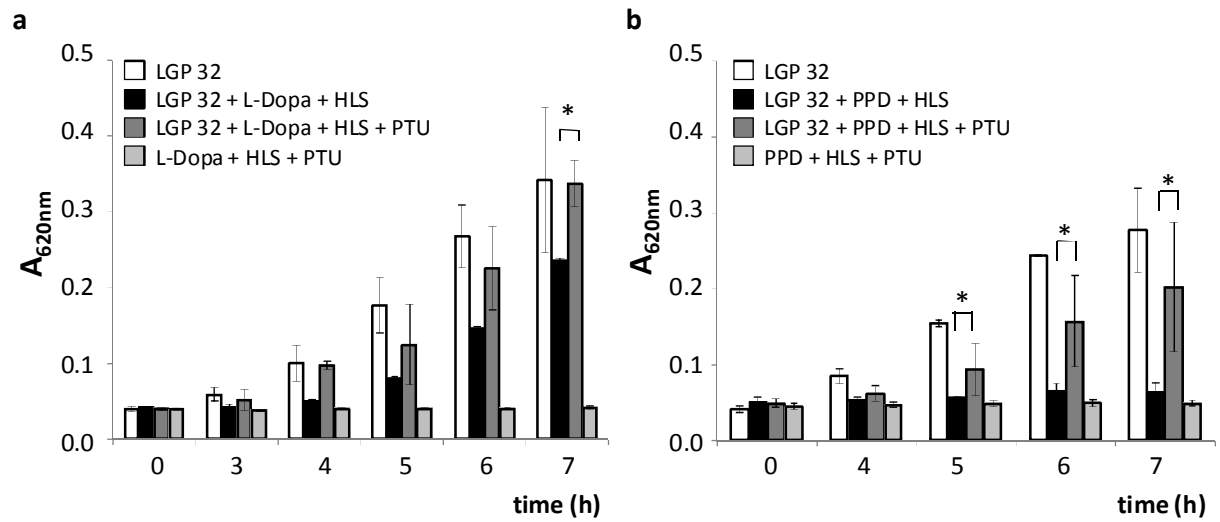 a
0.5
0.4
0.3
0.2
0.1
0.0
A620nm
LGP 32
LGP 32 + L-Dopa + HLS
LGP 32 + L-Dopa + HLS + PTU
L-Dopa + HLS + PTU
*
0 3 4 5 6 7
time (h)
b
0.5
0.4
0.3
0.2
0.1
0.0
A620nm
LGP 32
LGP 32 + PPD + HLS
LGP 32 + PPD + HLS + PTU
PPD + HLS + PTU
* * *
0 4 5 6 7
time (h)